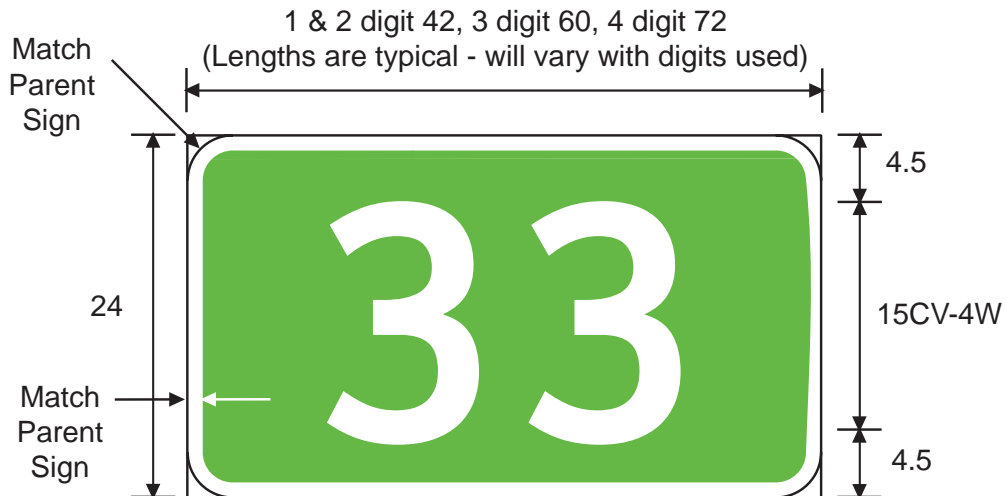 1 & 2 digit 42, 3 digit 60, 4 digit 72
(Lengths are typical - will vary with digits used)
Match
Parent
Sign
4.5
33
24
15CV-4W
Match
Parent
Sign
4.5